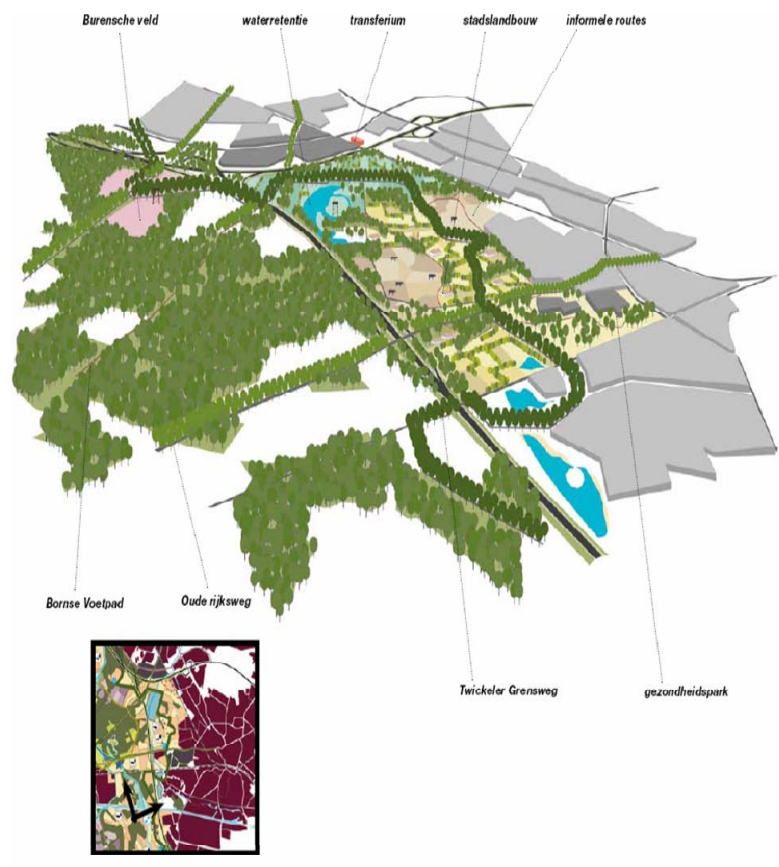 Burensche veld
waterretentie
transferium
stadslandbouw
informele routes
Bornse Voetpad
Oude rijksweg
Twickeler Grensweg
gezondheidspark